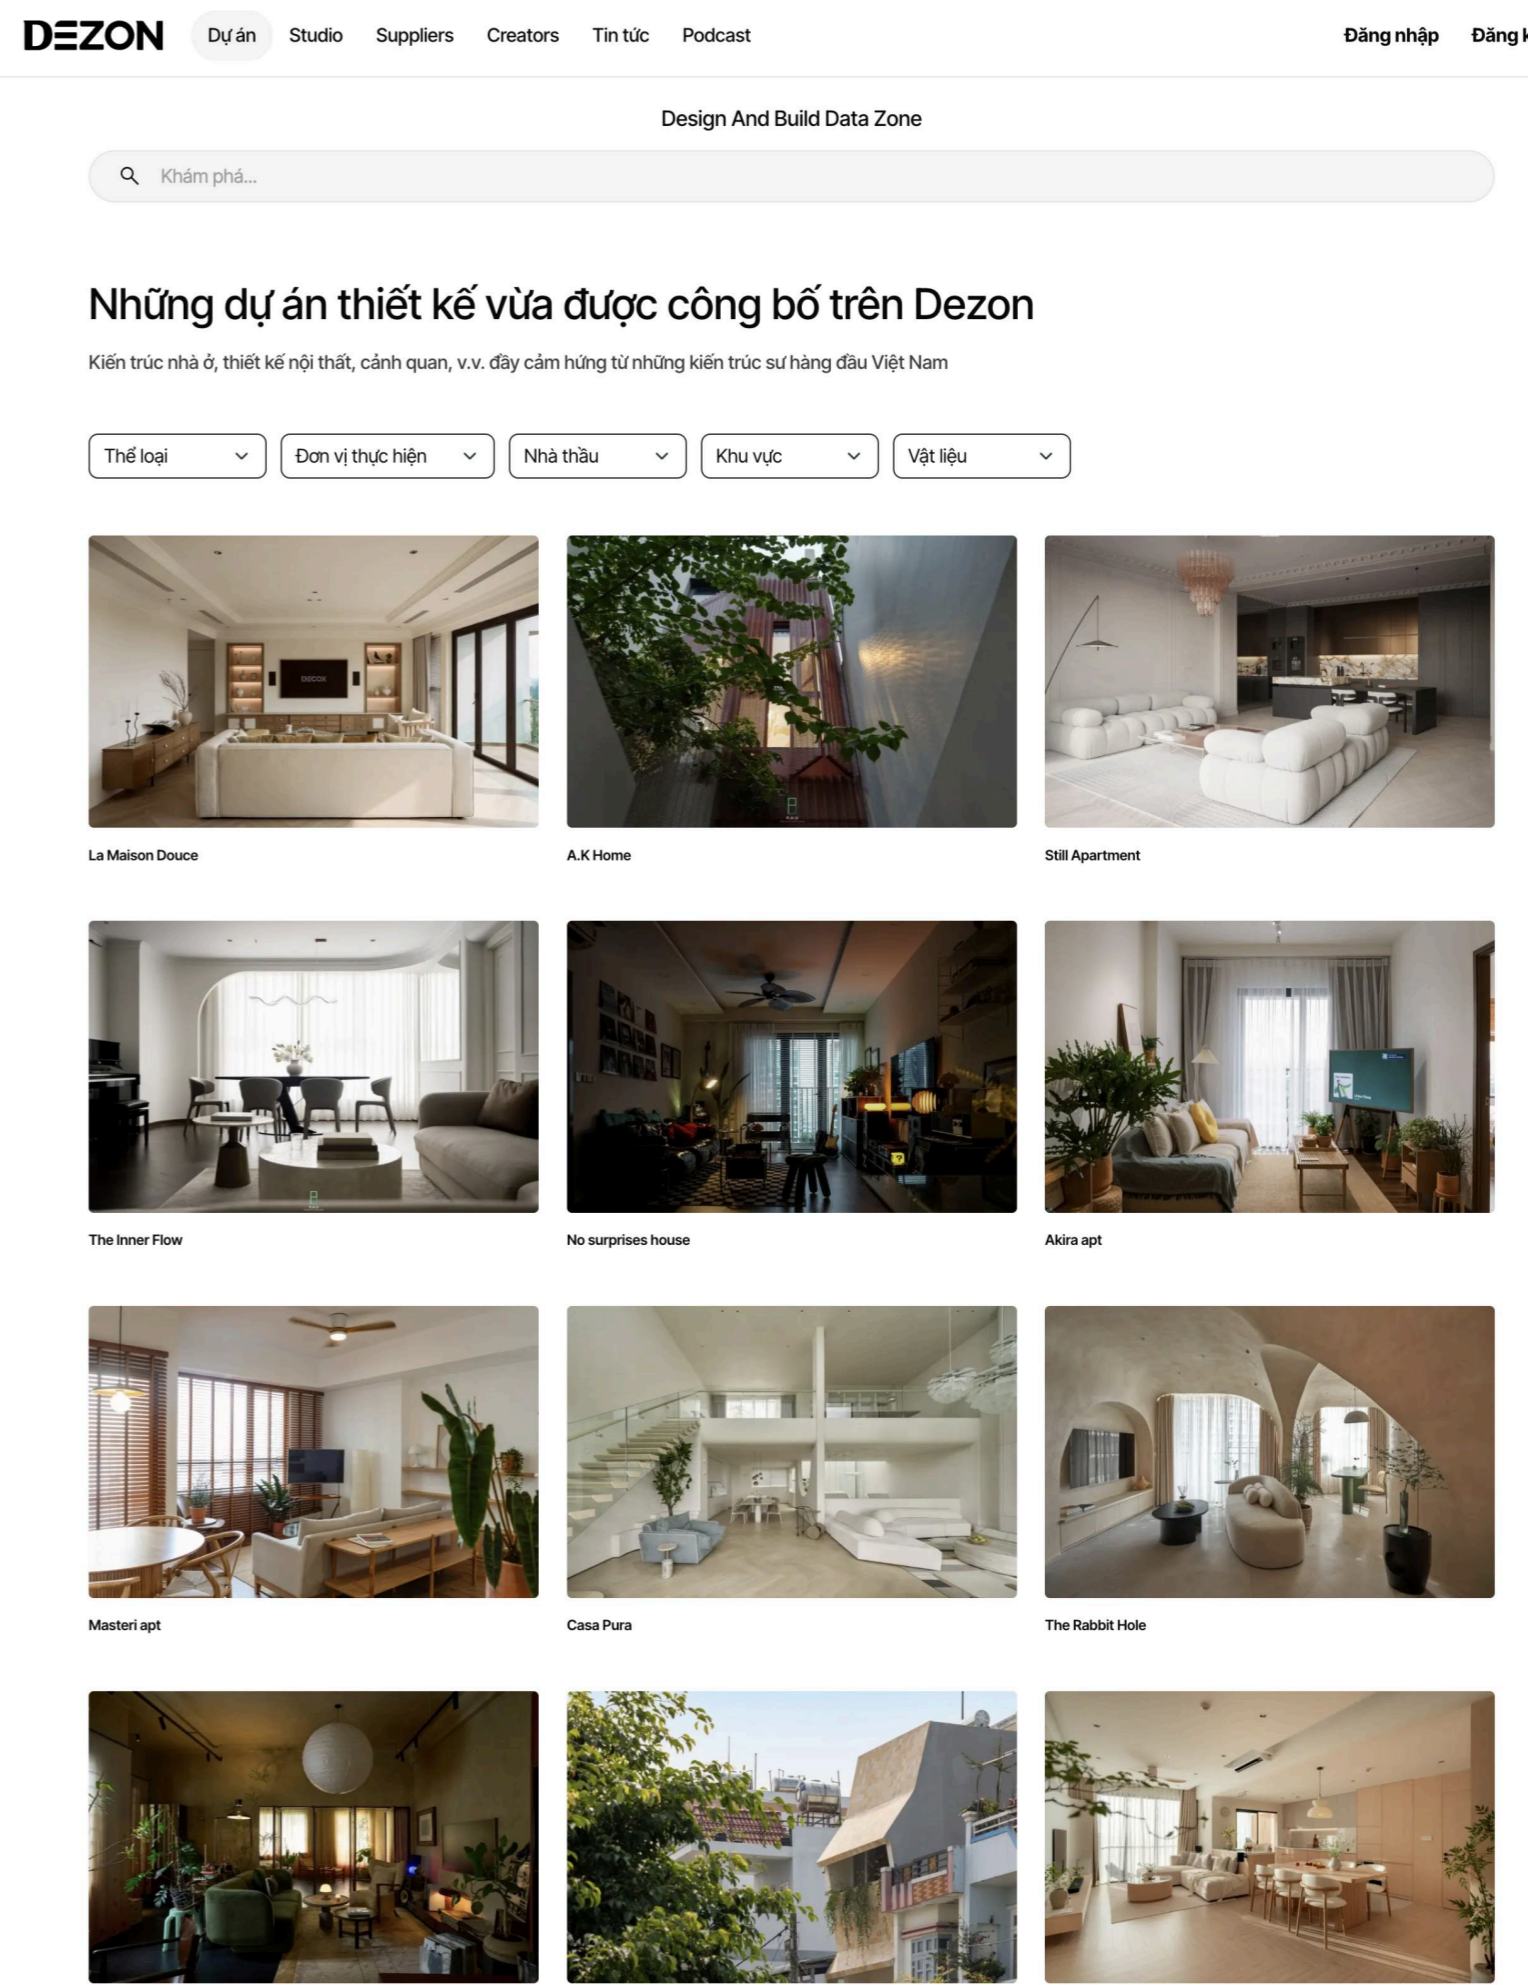 DEZON
Dự án Studio Suppliers Creators Tin tức Podcast Đăng nhập Đăng
Design And Build Data Zone
Khám phá...
Những dự án thiết kế vừa được công bố trên Dezon
Kiến trúc nhà ở, thiết kế nội thất, cảnh quan, v.v. đầy cảm hứng từ những kiến trúc sư hàng đầu Việt Nam
Thể loại Đơn vị thực hiện Nhà thầu Khu vực Vật liệu
DECOX
La Maison Douce A.K Home Still Apartment
The Inner Flow No surprises house Akira apt
Masteri apt Casa Pura The Rabbit Hole